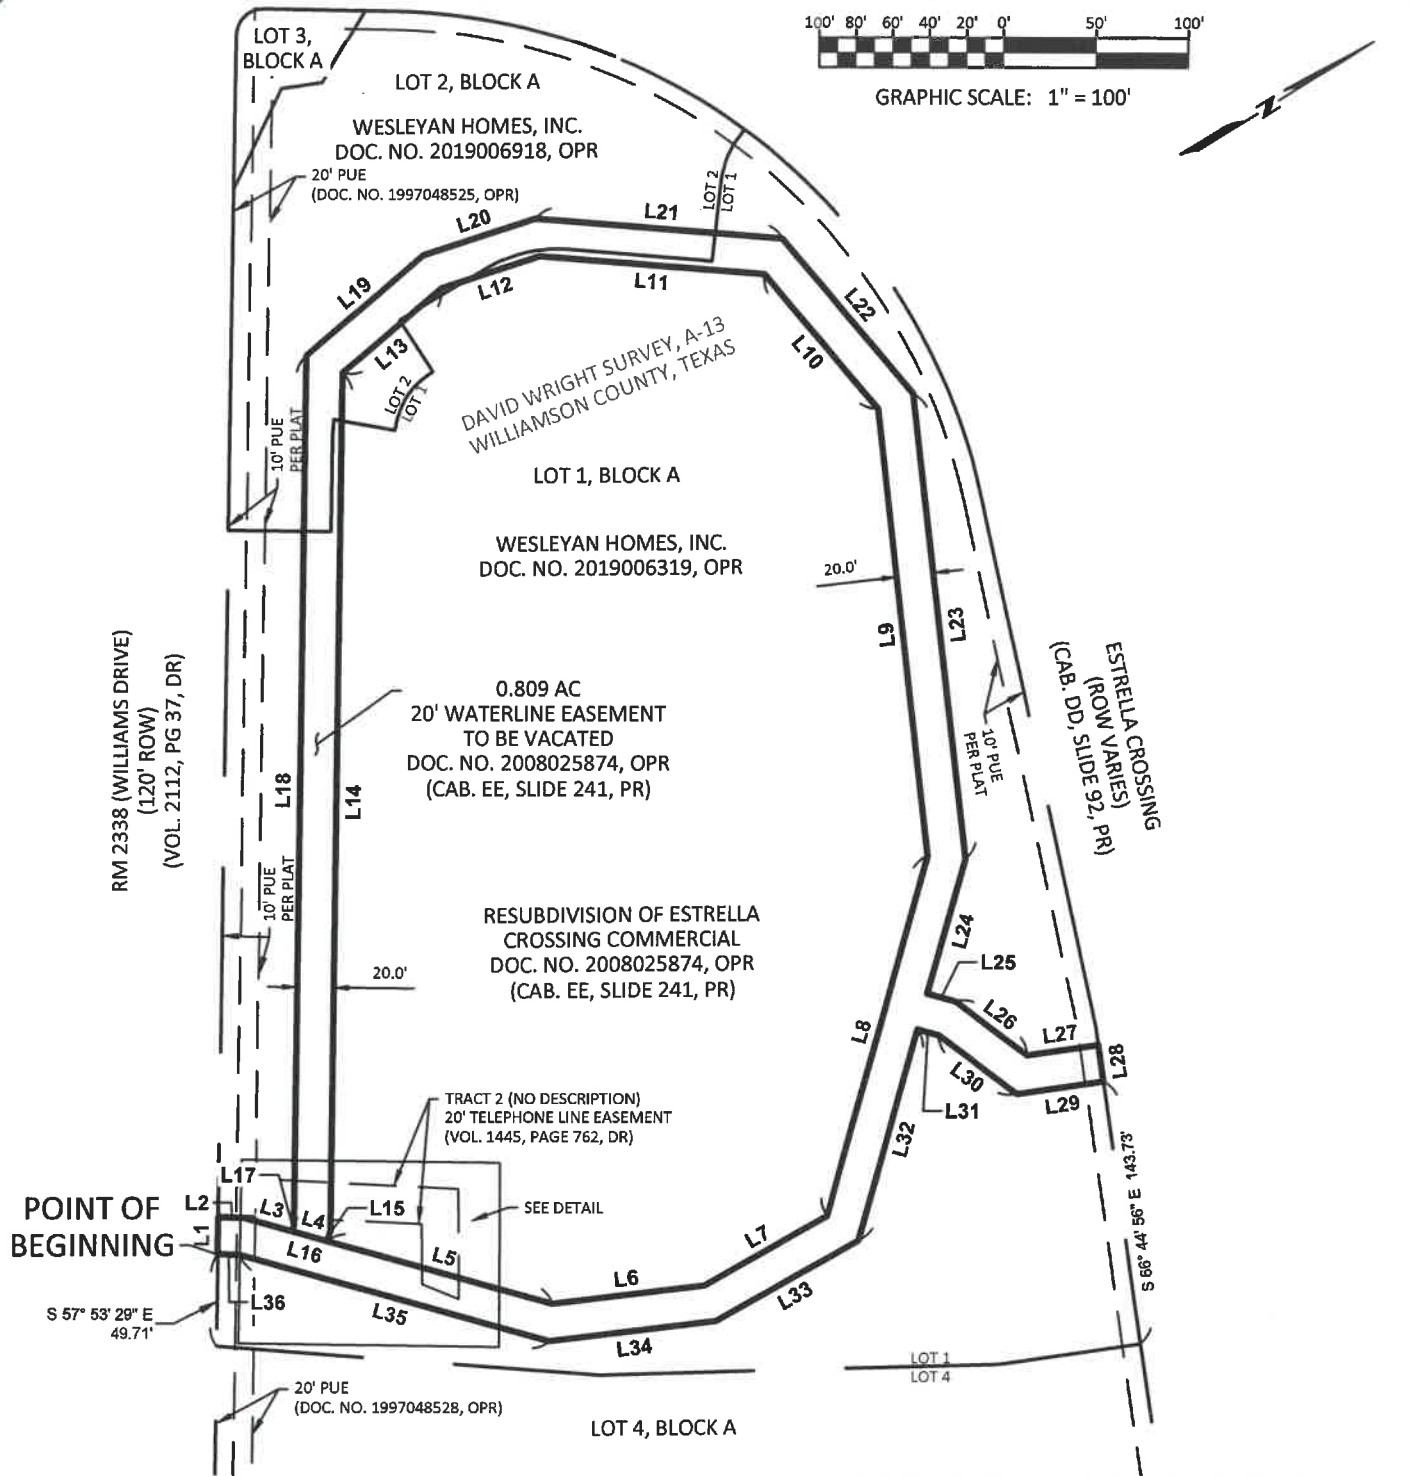 100' 80' 60' 40' 20' 0' 50' 100'
GRAPHIC SCALE: 1" = 100'
N
LOT 3,
BLOCK A
LOT 2, BLOCK A
WESLEYAN HOMES, INC.
DOC. NO. 2019006918, OPR
20' PUE
(DOC. NO. 1997048525, OPR)
LOT 2
LOT 1
L20
L21
L19
L12
L11
L22
L13
L10
LOT 2
LOT 1
DAVID WRIGHT SURVEY, A-13
WILLIAMSON COUNTY, TEXAS
10' PUE
PER PLAT
LOT 1, BLOCK A
WESLEYAN HOMES, INC.
DOC. NO. 2019006319, OPR
20.0'
L9
L23
RM 2338 (WILLIAMS DRIVE)
(120' ROW)
(VOL. 2112, PG 37, DR)
ESTRELLA CROSSING
(ROW VARIES)
(CAB. DD, SLIDE 92, PR)
10' PUE
PER PLAT
0.809 AC
20' WATERLINE EASEMENT
TO BE VACATED
DOC. NO. 2008025874, OPR
(CAB. EE, SLIDE 241, PR)
L18
L14
10' PUE
PER PLAT
RESUBDIVISION OF ESTRELLA
CROSSING COMMERCIAL
DOC. NO. 2008025874, OPR
(CAB. EE, SLIDE 241, PR)
20.0'
L24
L25
L8
L26
L27
L28
L30
L29
L31
L32
TRACT 2 (NO DESCRIPTION)
20' TELEPHONE LINE EASEMENT
(VOL. 1445, PAGE 762, DR)
S 66° 44' 56" E 143.73'
L17
POINT OF
BEGINNING
L2
L1
L3
L4
L15
SEE DETAIL
L16
L5
L7
L6
L33
L36
L35
L34
S 57° 53' 29" E
49.71'
LOT 1
LOT 4
20' PUE
(DOC. NO. 1997048528, OPR)
LOT 4, BLOCK A